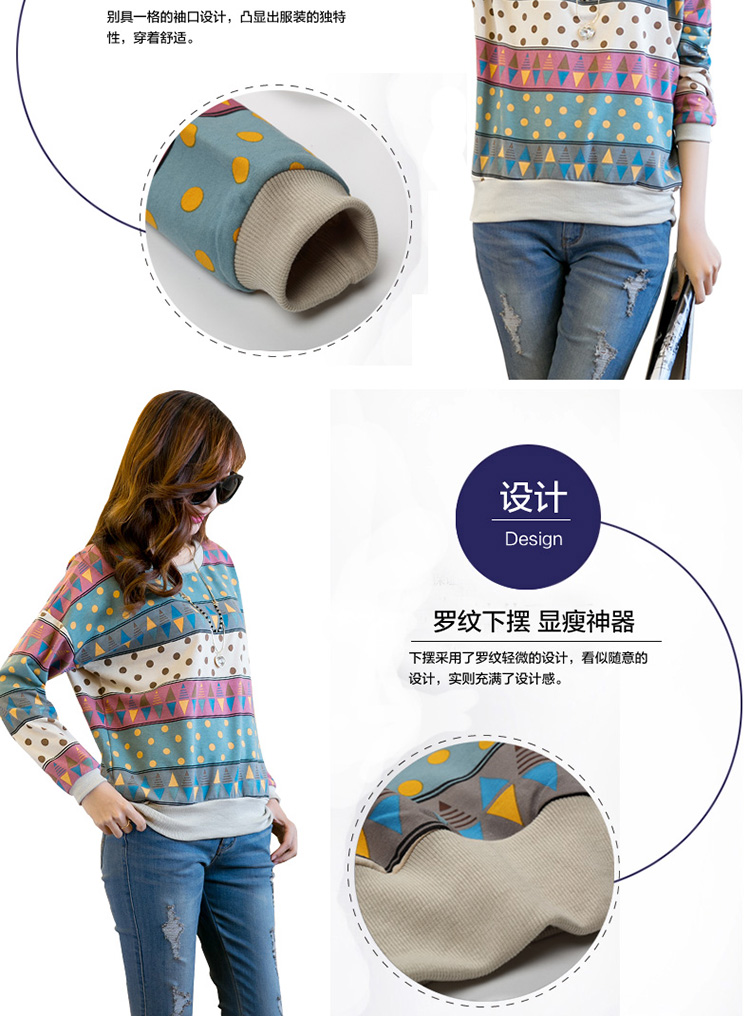 别具一格的袖口设计，凸显出服装的独特
性，穿着舒适。
设计
Design
罗纹下摆 显瘦神器
下摆采用了罗纹轻微的设计，看似随意的
设计，实则充满了设计感。